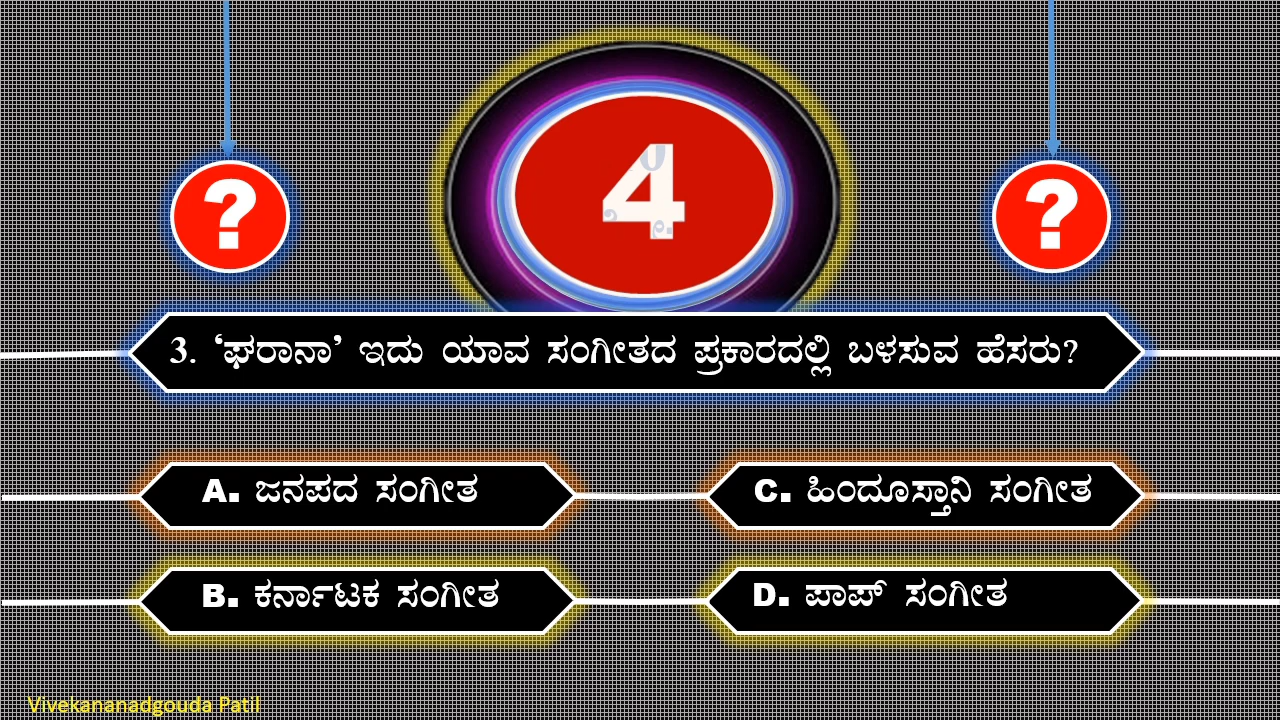 ?
4
?
3. ‘ಘರಾನಾ’ ಇದು ಯಾವ ಸಂಗೀತದ ಪ್ರಕಾರದಲ್ಲಿ ಬಳಸುವ ಹೆಸರು?
A. ಜನಪದ ಸಂಗೀತ
C. ಹಿಂದೂಸ್ತಾನಿ ಸಂಗೀತ
B. ಕರ್ನಾಟಕ ಸಂಗೀತ
D. ಪಾಪ್ ಸಂಗೀತ
Vivekananadgouda Patil